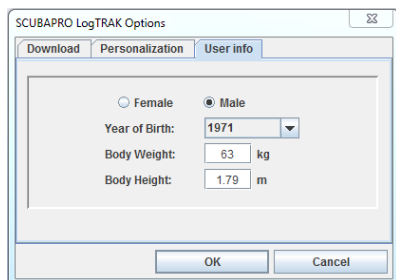 SCUBAPRO LogTRAK Options
Download Personalization User info
Female Male
Year of Birth: 1971
Body Weight: 63 kg
Body Height: 1.79 m
OK Cancel